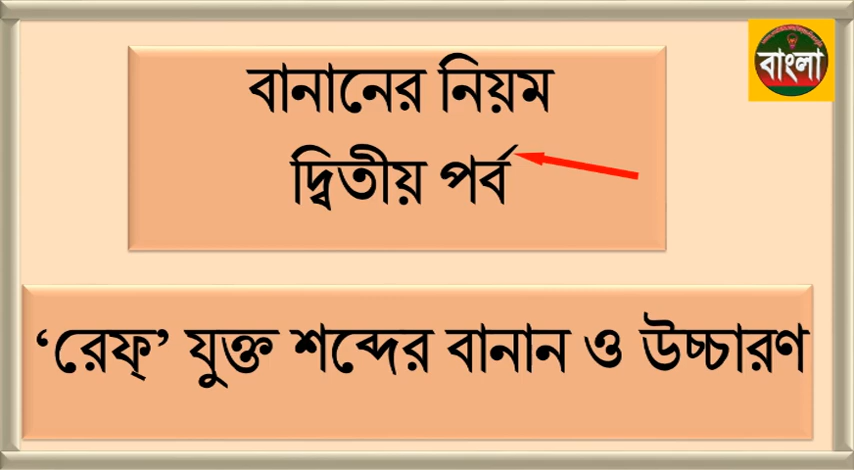 বাংলা
বানানের নিয়ম
দ্বিতীয় পর্ব
‘রেফ্’ যুক্ত শব্দের বানান ও উচ্চারণ